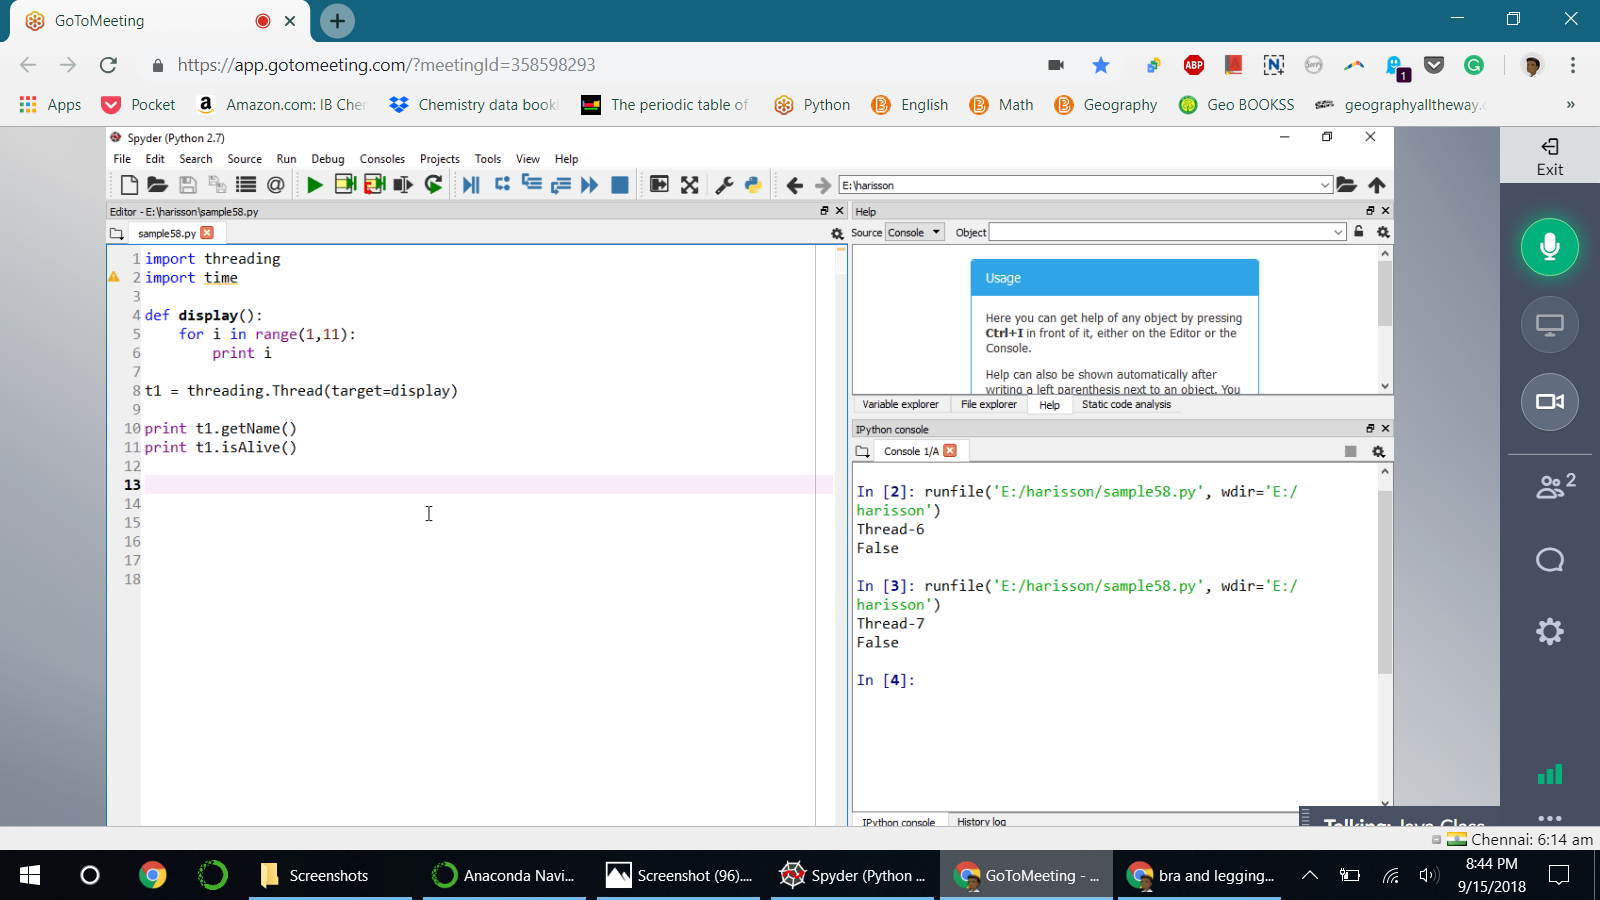 GoToMeeting
https://app.gotomeeting.com/?meetingId=358598293
ABP
N
1
Apps
Pocket
Amazon.com: IB Cher
Chemistry data book
The periodic table of
Python
English
Math
Geography
Geo BOOKSS
geographyalltheway.c
»
Spyder (Python 2.7)
File Edit Search Source Run Debug Consoles Projects Tools View Help
E:\harisson
Editor - E:\harisson\sample58.py
sample58.py
1 import threading
2 import time
3
4 def display():
5     for i in range(1,11):
6         print i
7
8 t1 = threading.Thread(target=display)
9
10 print t1.getName()
11 print t1.isAlive()
12
13
14
15
16
17
18
Help
Source Console Object
Usage
Here you can get help of any object by pressing
Ctrl+I in front of it, either on the Editor or the
Console.
Help can also be shown automatically after
writing a left parenthesis next to an object. You
Variable explorer File explorer Help Static code analysis
IPython console
Console 1/A
In [2]: runfile('E:/harisson/sample58.py', wdir='E:/
harisson')
Thread-6
False
In [3]: runfile('E:/harisson/sample58.py', wdir='E:/
harisson')
Thread-7
False
In [4]:
IPython console History log
Exit
2
Talking: Java Class
Chennai: 6:14 am
Screenshots
Anaconda Navi...
Screenshot (96)....
Spyder (Python ...
GoToMeeting - ...
bra and legging...
8:44 PM
9/15/2018